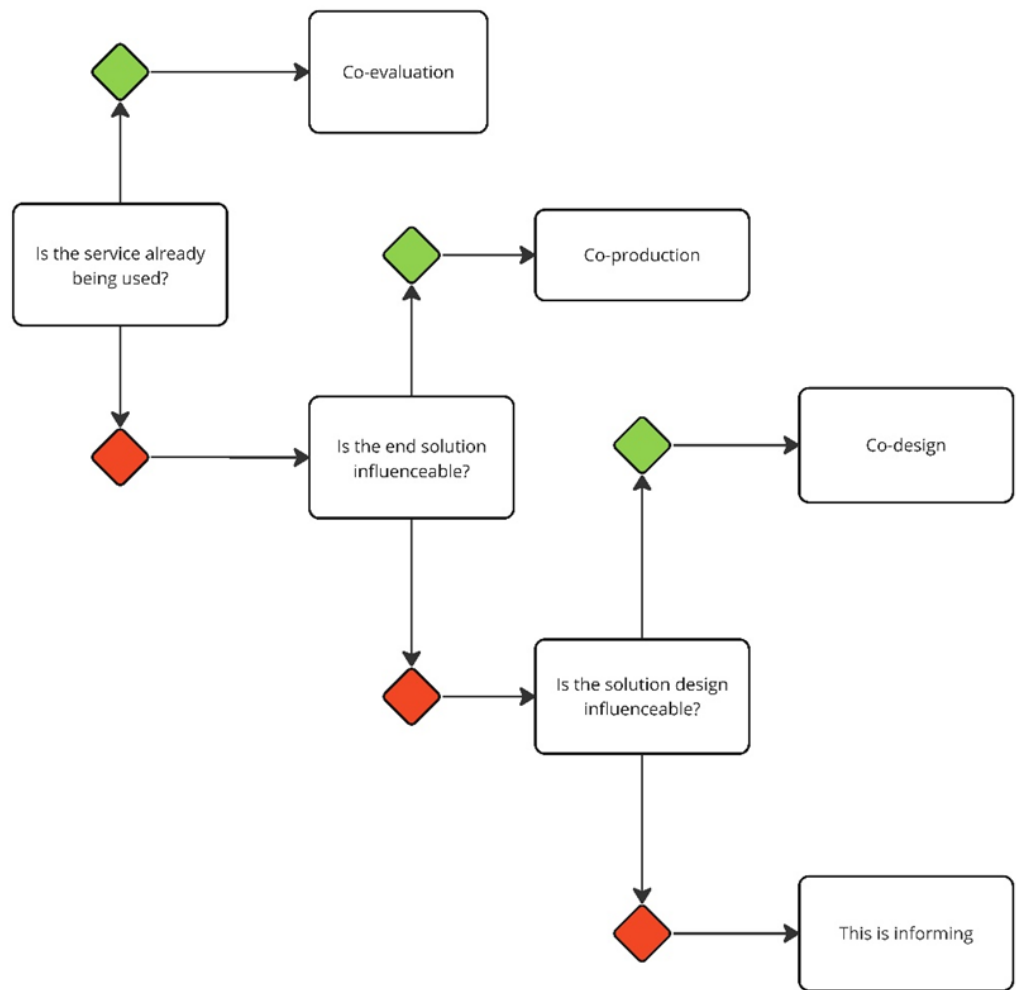 Co-evaluation
Is the service already
being used?
Co-production
Is the end solution
influenceable?
Co-design
Is the solution design
influenceable?
This is informing